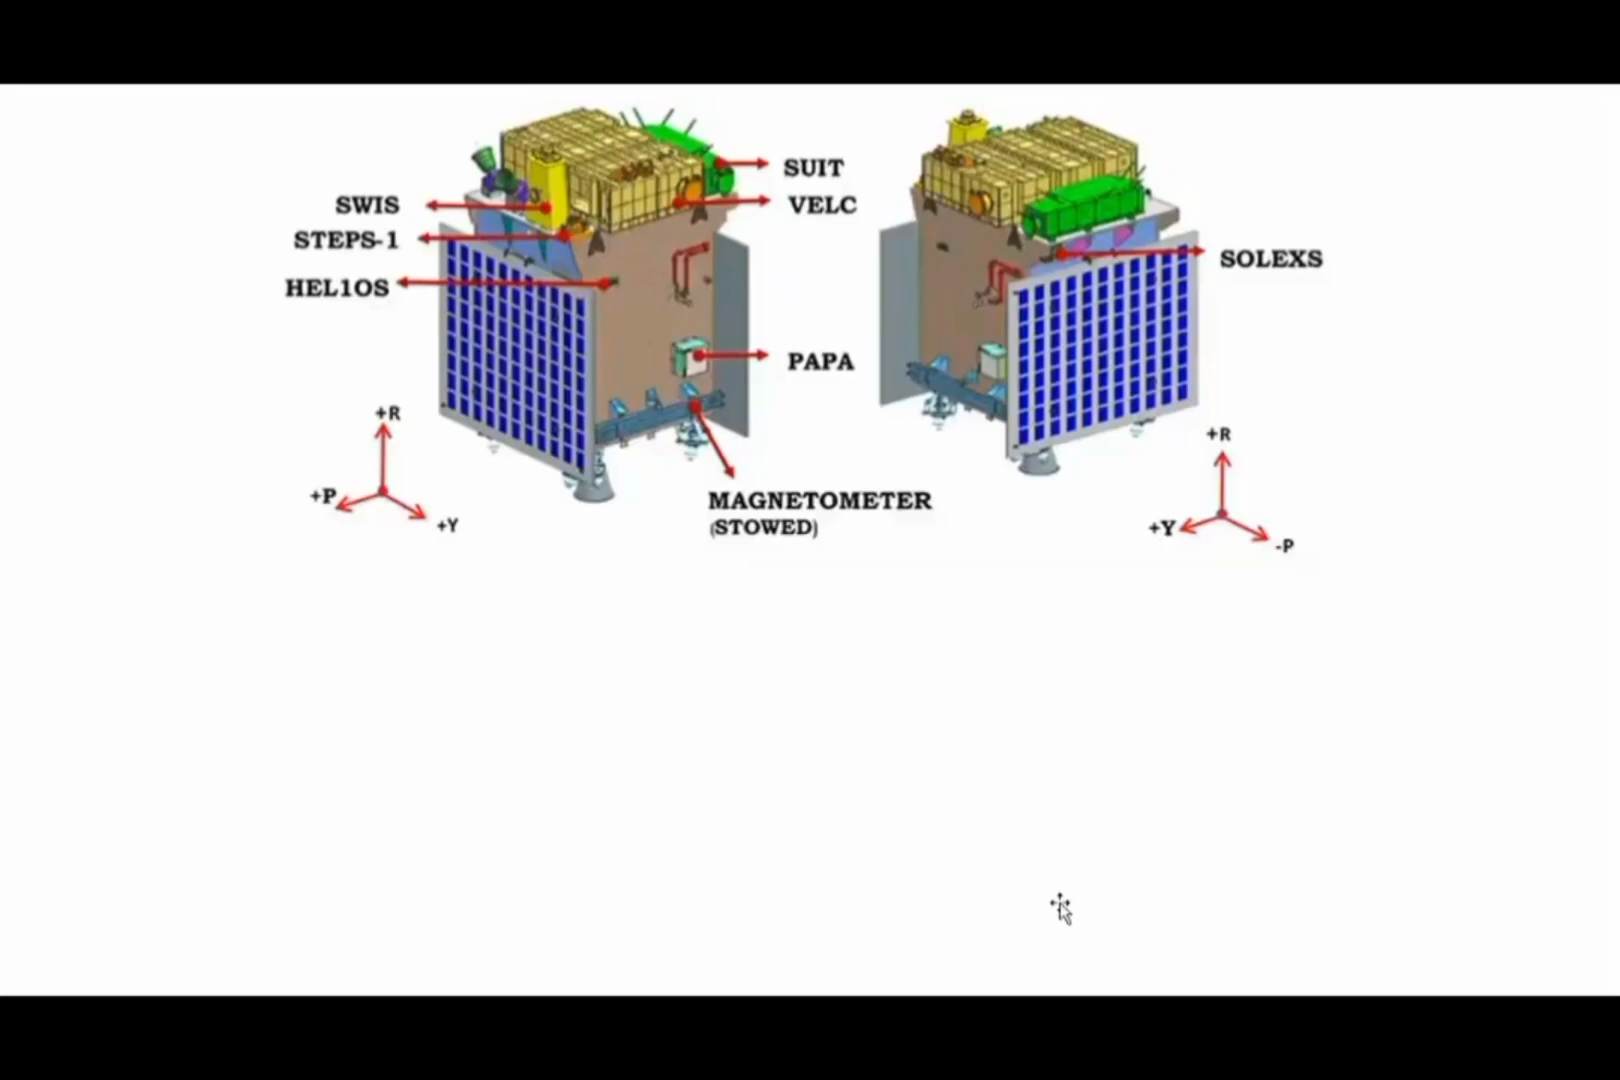 SUIT
SWIS
VELC
STEPS-1
SOLEXS
HEL1OS
PAPA
+R
+R
+P
+Y
MAGNETOMETER
(STOWED)
+Y
-P